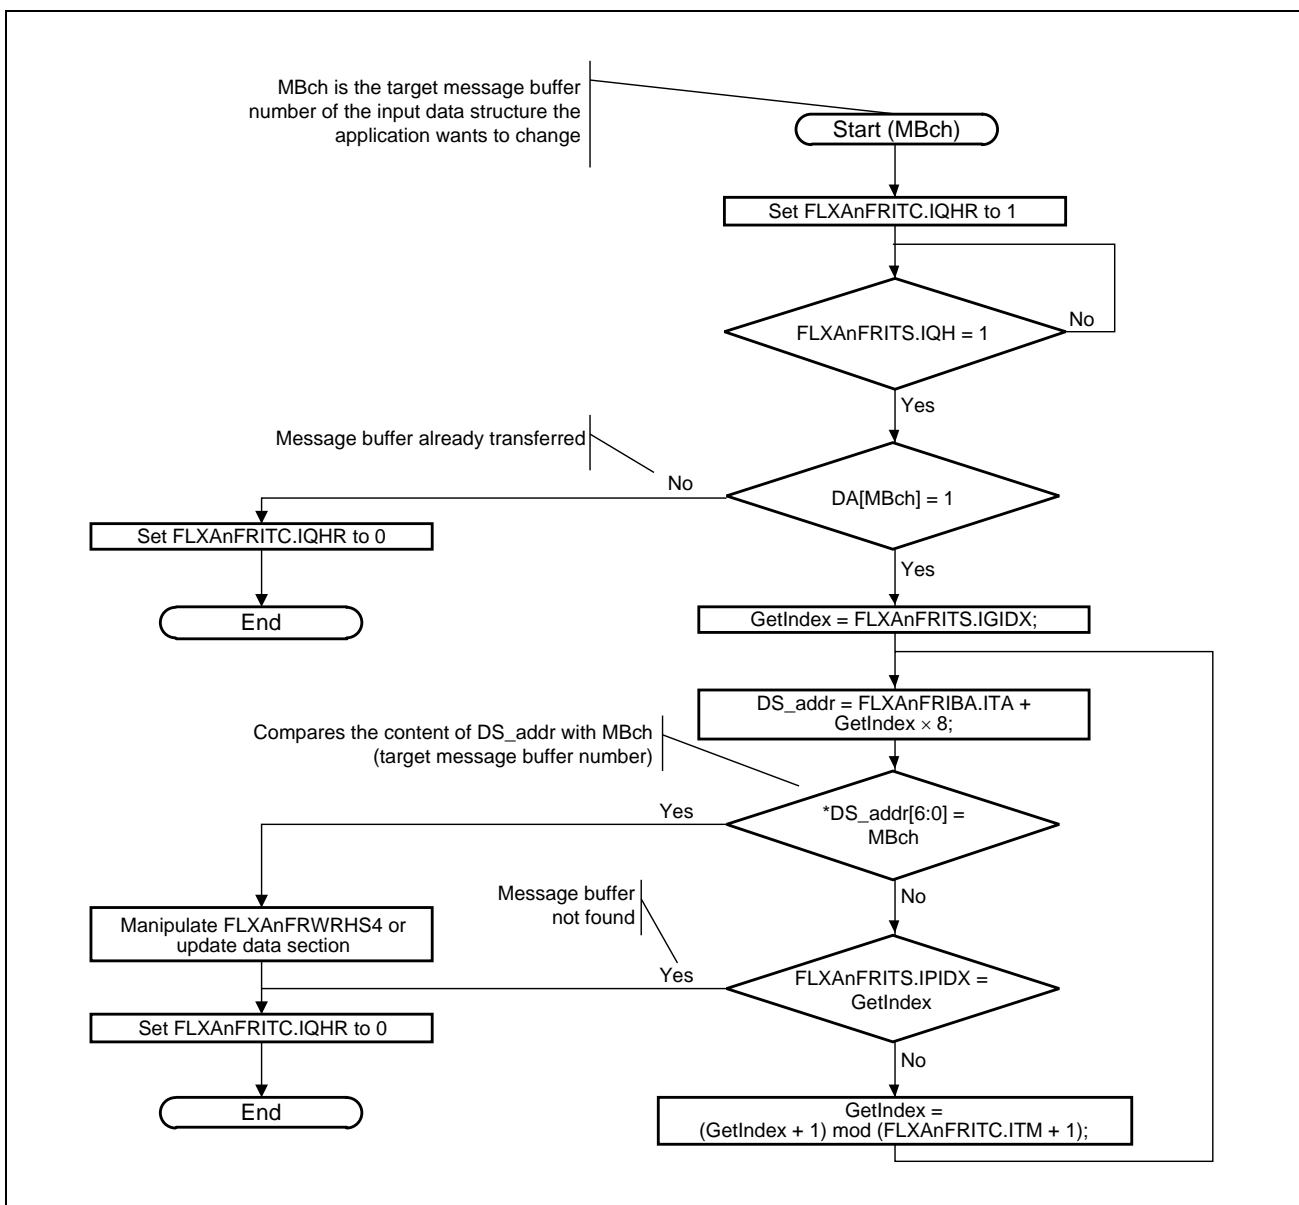 MBch is the target message buffer
number of the input data structure the
application wants to change
Start (MBch)
Set FLXAnFRITC.IQHR to 1
FLXAnFRITS.IQH = 1
No
Yes
Message buffer already transferred
No
DA[MBch] = 1
Set FLXAnFRITC.IQHR to 0
Yes
End
GetIndex = FLXAnFRITS.IGIDX;
DS_addr = FLXAnFRIBA.ITA +
GetIndex × 8;
Compares the content of DS_addr with MBch
(target message buffer number)
Yes
*DS_addr[6:0] =
MBch
No
Message buffer
not found
Manipulate FLXAnFRWRHS4 or
update data section
Yes
FLXAnFRITS.IPIDX =
GetIndex
Set FLXAnFRITC.IQHR to 0
No
End
GetIndex =
(GetIndex + 1) mod (FLXAnFRITC.ITM + 1);